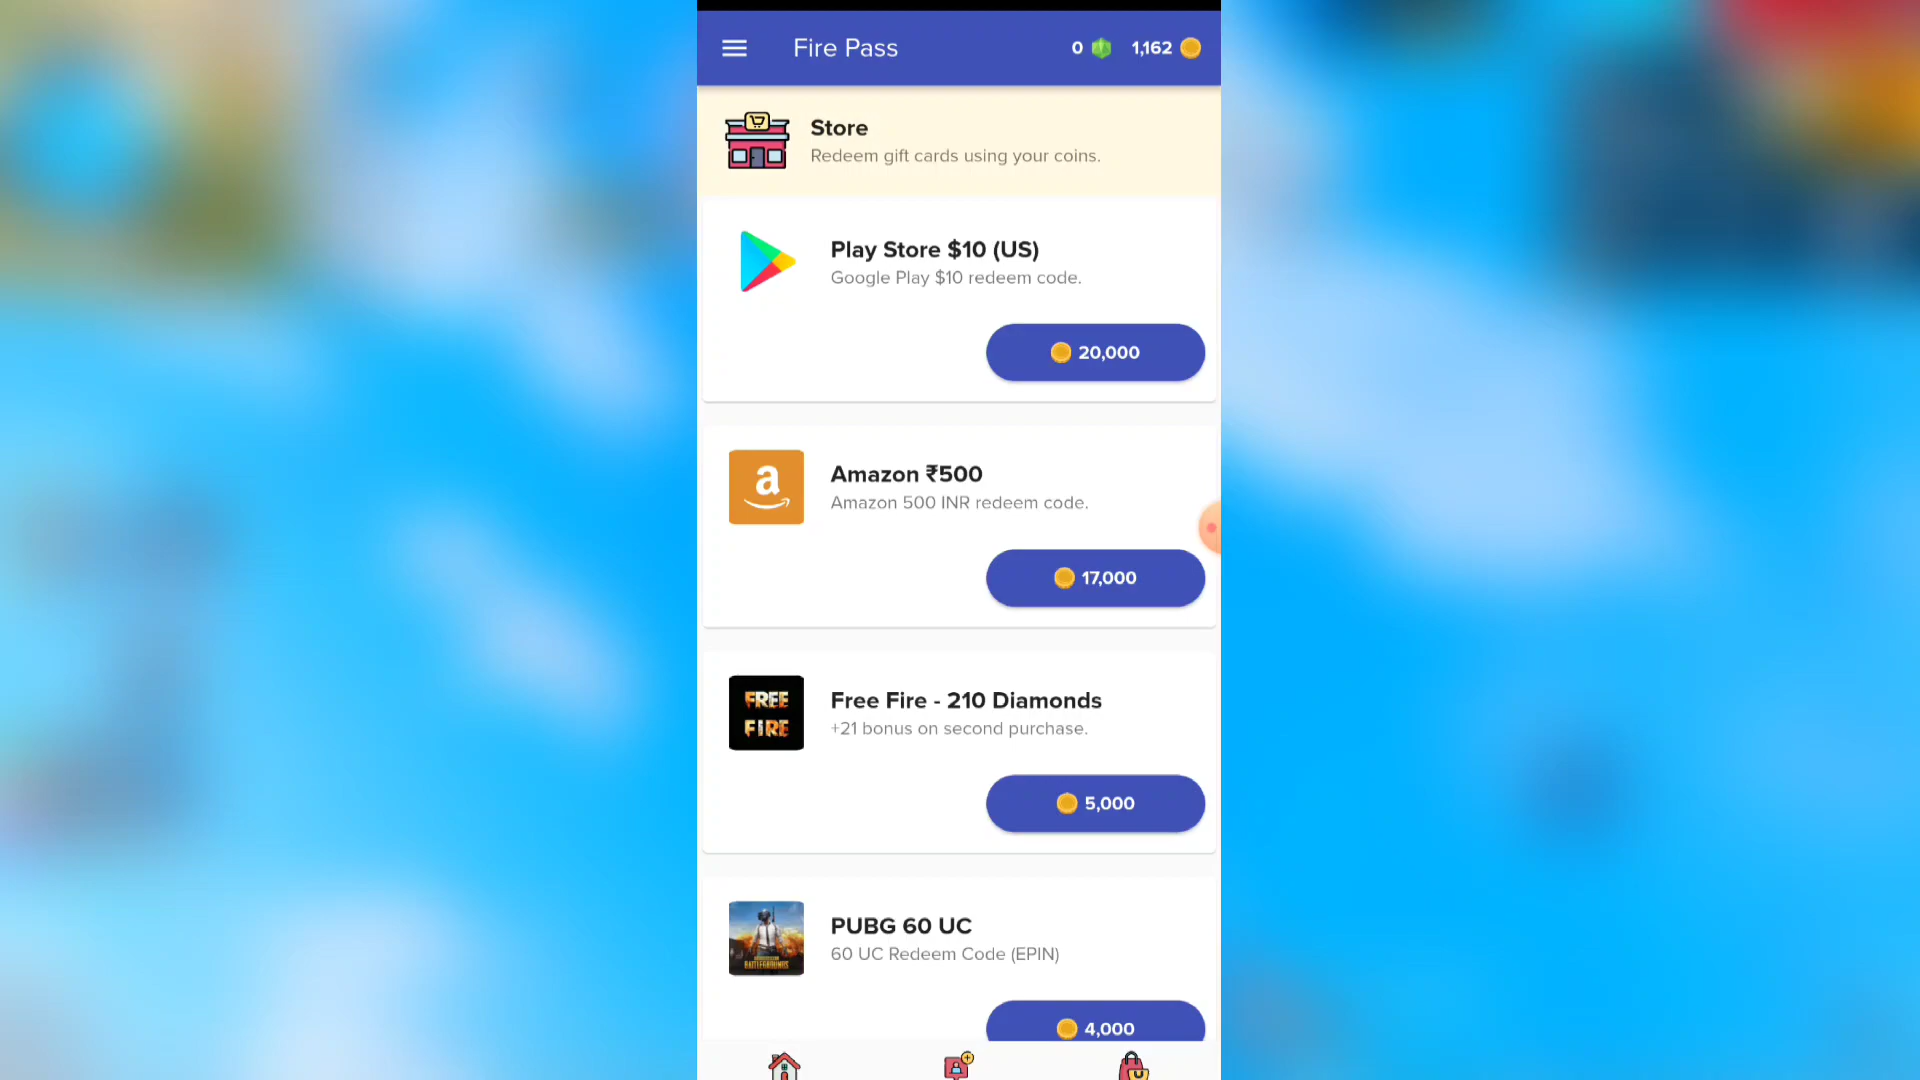 Fire Pass
0
1,162
Store
Redeem gift cards using your coins.
Play Store $10 (US)
Google Play $10 redeem code.
20,000
a
Amazon ₹500
Amazon 500 INR redeem code.
17,000
FREE
FIRE
Free Fire - 210 Diamonds
+21 bonus on second purchase.
5,000
BATTLEGROUNDS
PUBG 60 UC
60 UC Redeem Code (EPIN)
4,000